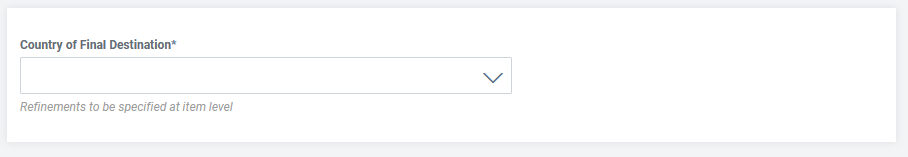 Country of Final Destination*
Refinements to be specified at item level